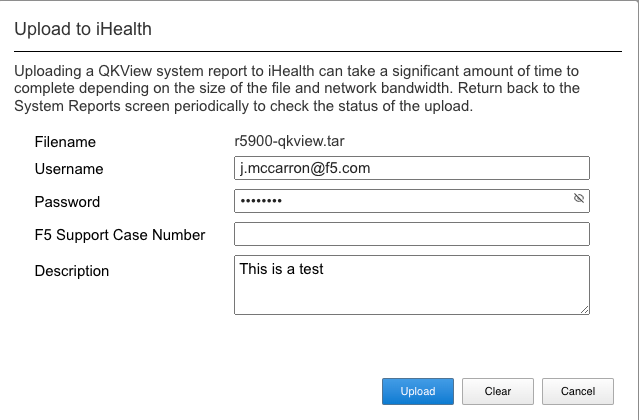 Upload to iHealth
Uploading a QKView system report to iHealth can take a significant amount of time to
complete depending on the size of the file and network bandwidth. Return back to the
System Reports screen periodically to check the status of the upload.
Filename r5900-qkview.tar
Username j.mccarron@f5.com
Password ••••••••
F5 Support Case Number
Description This is a test
Upload Clear Cancel